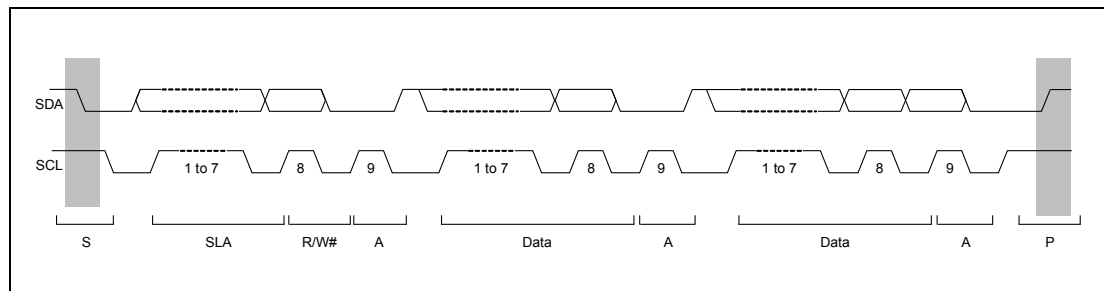 SDA
SCL
1 to 7 8 9 1 to 7 8 9 1 to 7 8 9
S SLA R/W# A Data A Data A P